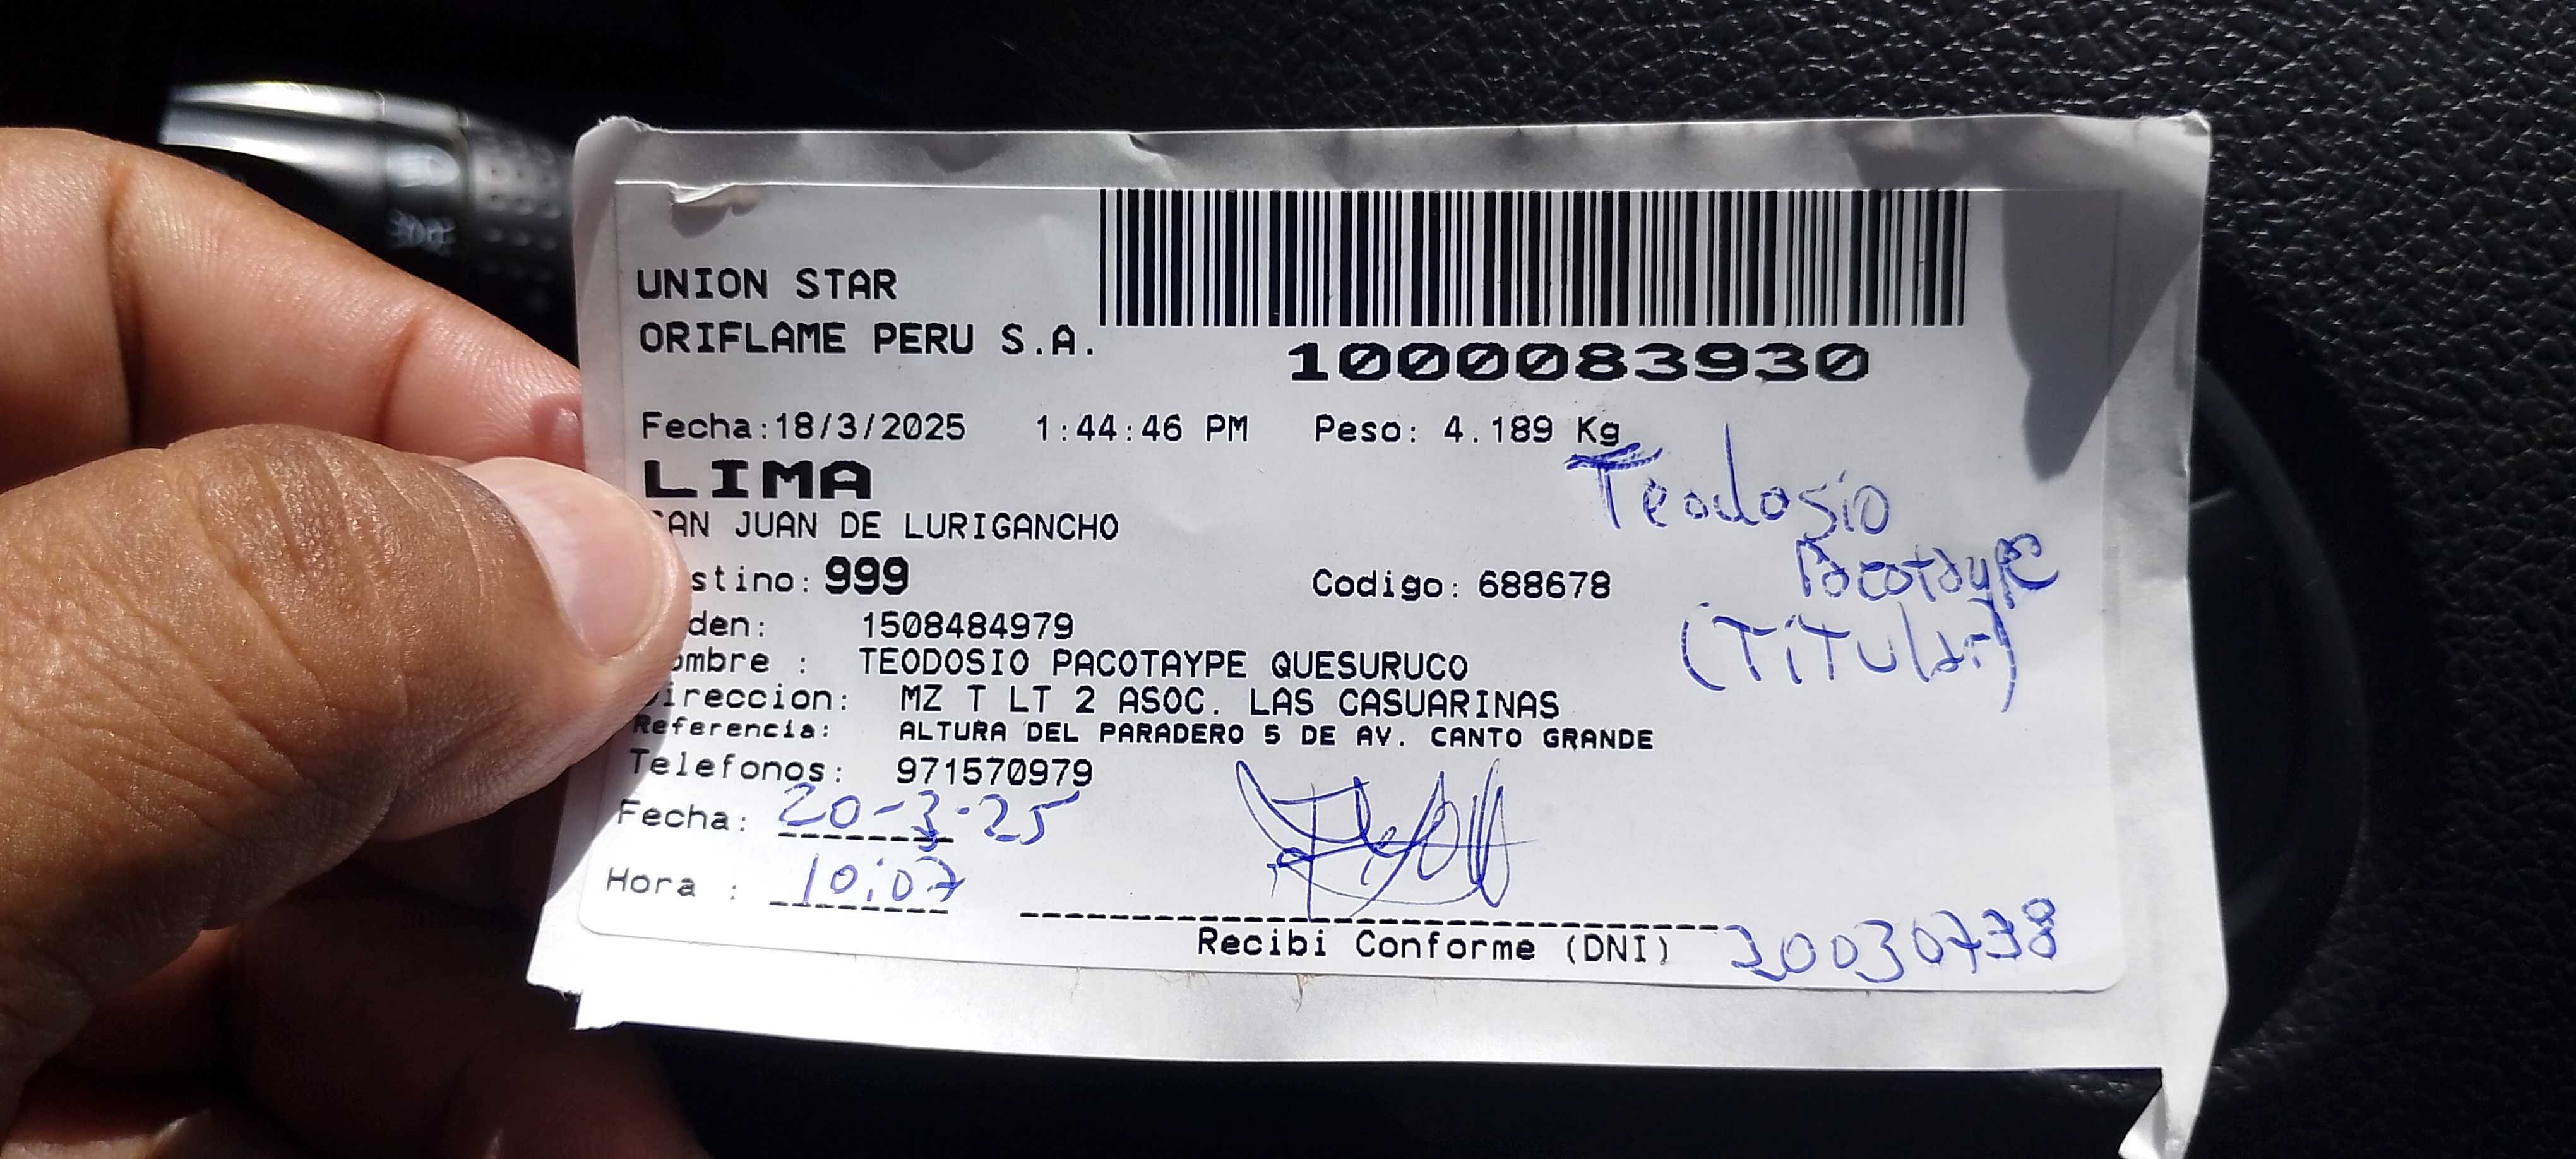 UNION STAR
ORIFLAME PERU S.A.
1000083930
Fecha:18/3/2025 1:44:46 PM Peso: 4.189 Kg
LIMA
AN JUAN DE LURIGANCHO
stino: 999 Codigo: 688678
den: 1508484979
ombre : TEODOSIO PACOTAYPE QUESURUCO
ireccion: MZ T LT 2 ASOC. LAS CASUARINAS
Referencia: ALTURA DEL PARADERO 5 DE AV. CANTO GRANDE
Telefonos: 971570979
Fecha: 20-3-25
Hora : 10:07
Teodosio
Pacotaype
(Titular)
Recibi Conforme (DNI) 20030738